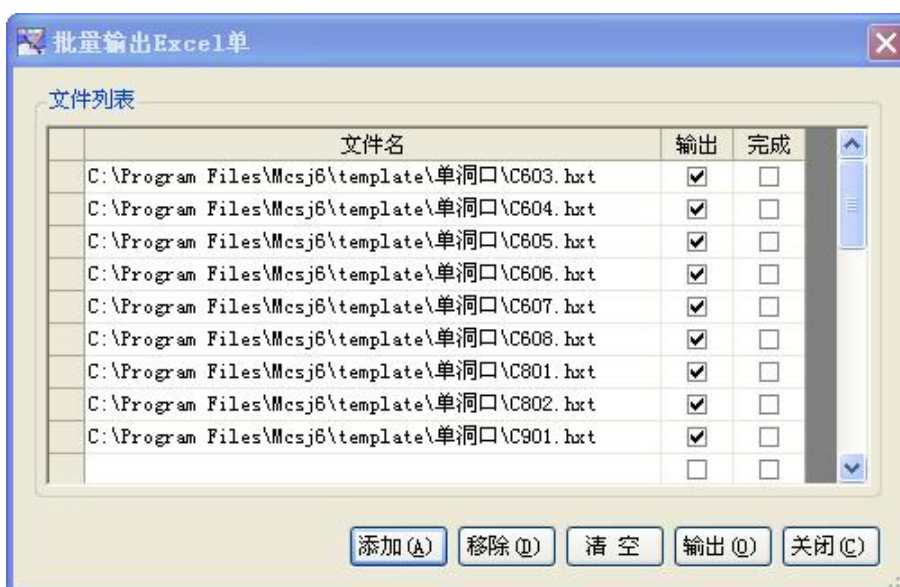 批量输出Excel单
文件列表
文件名 输出 完成
C:\Program Files\Mcsj6\template\单洞口\C603.hxt
C:\Program Files\Mcsj6\template\单洞口\C604.hxt
C:\Program Files\Mcsj6\template\单洞口\C605.hxt
C:\Program Files\Mcsj6\template\单洞口\C606.hxt
C:\Program Files\Mcsj6\template\单洞口\C607.hxt
C:\Program Files\Mcsj6\template\单洞口\C608.hxt
C:\Program Files\Mcsj6\template\单洞口\C801.hxt
C:\Program Files\Mcsj6\template\单洞口\C802.hxt
C:\Program Files\Mcsj6\template\单洞口\C901.hxt
添加(A) 移除(D) 清 空 输出(O) 关闭(C)